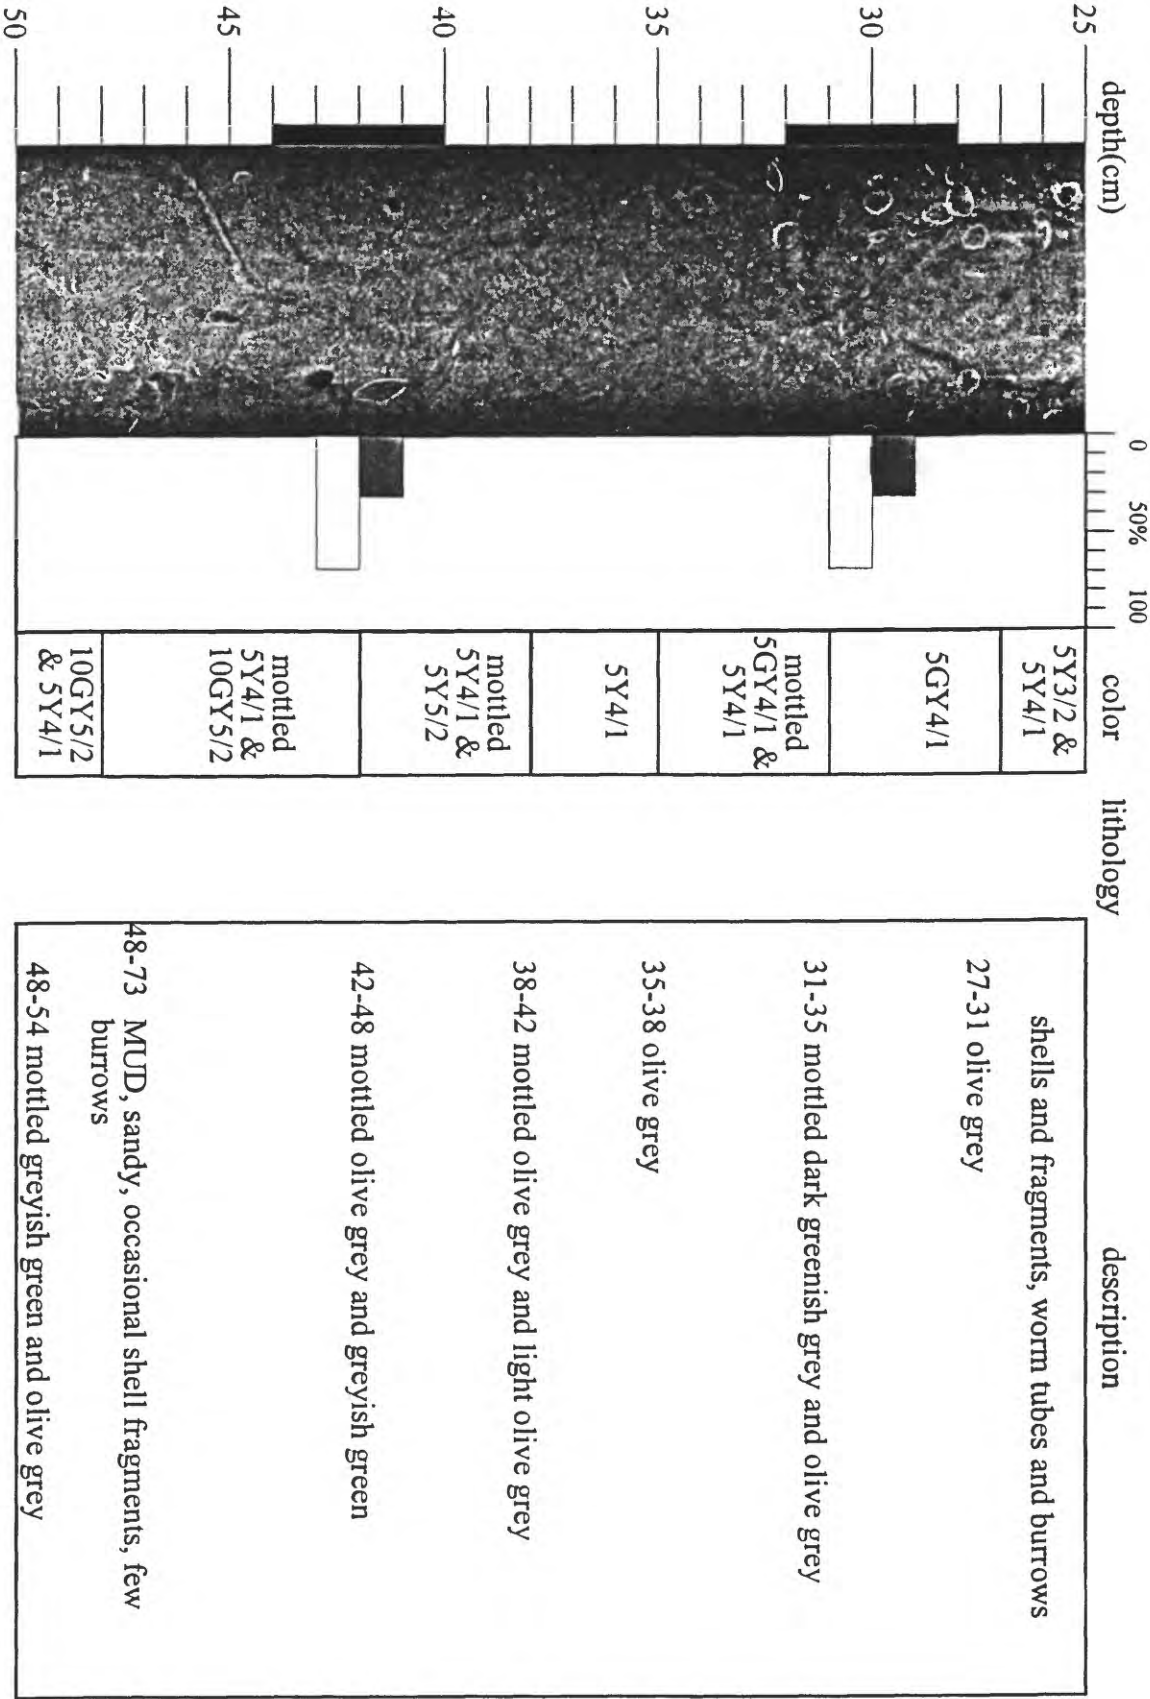 depth(cm)
0
50%
100
color
lithology
description
25
30
35
40
45
50
5Y3/2 &
5Y4/1
5GY4/1
mottled
5GY4/1 &
5Y4/1
5Y4/1
mottled
5Y4/1 &
5Y5/2
mottled
5Y4/1 &
10GY5/2
10GY5/2
& 5Y4/1
shells and fragments, worm tubes and burrows
27-31 olive grey
31-35 mottled dark greenish grey and olive grey
35-38 olive grey
38-42 mottled olive grey and light olive grey
42-48 mottled olive grey and greyish green
48-73 MUD, sandy, occasional shell fragments, few
burrows
48-54 mottled greyish green and olive grey